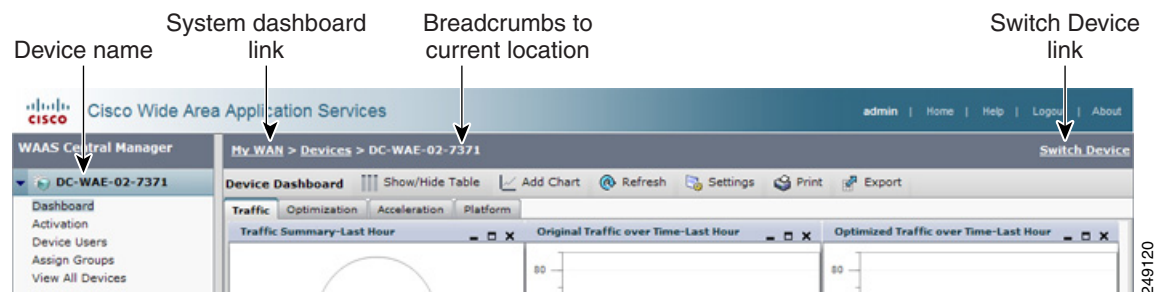 System dashboard Breadcrumbs to Switch Device
Device name link current location link
CISCO Cisco Wide Area Application Services admin | Home | Help | Logout | About
WAAS Central Manager My WAN > Devices > DC-WAE-02-7371 Switch Device
DC-WAE-02-7371 Device Dashboard Show/Hide Table Add Chart Refresh Settings Print Export
Dashboard Traffic Optimization Acceleration Platform
Activation Traffic Summary-Last Hour Original Traffic over Time-Last Hour Optimized Traffic over Time-Last Hour
Device Users
Assign Groups 80 80
View All Devices
249120